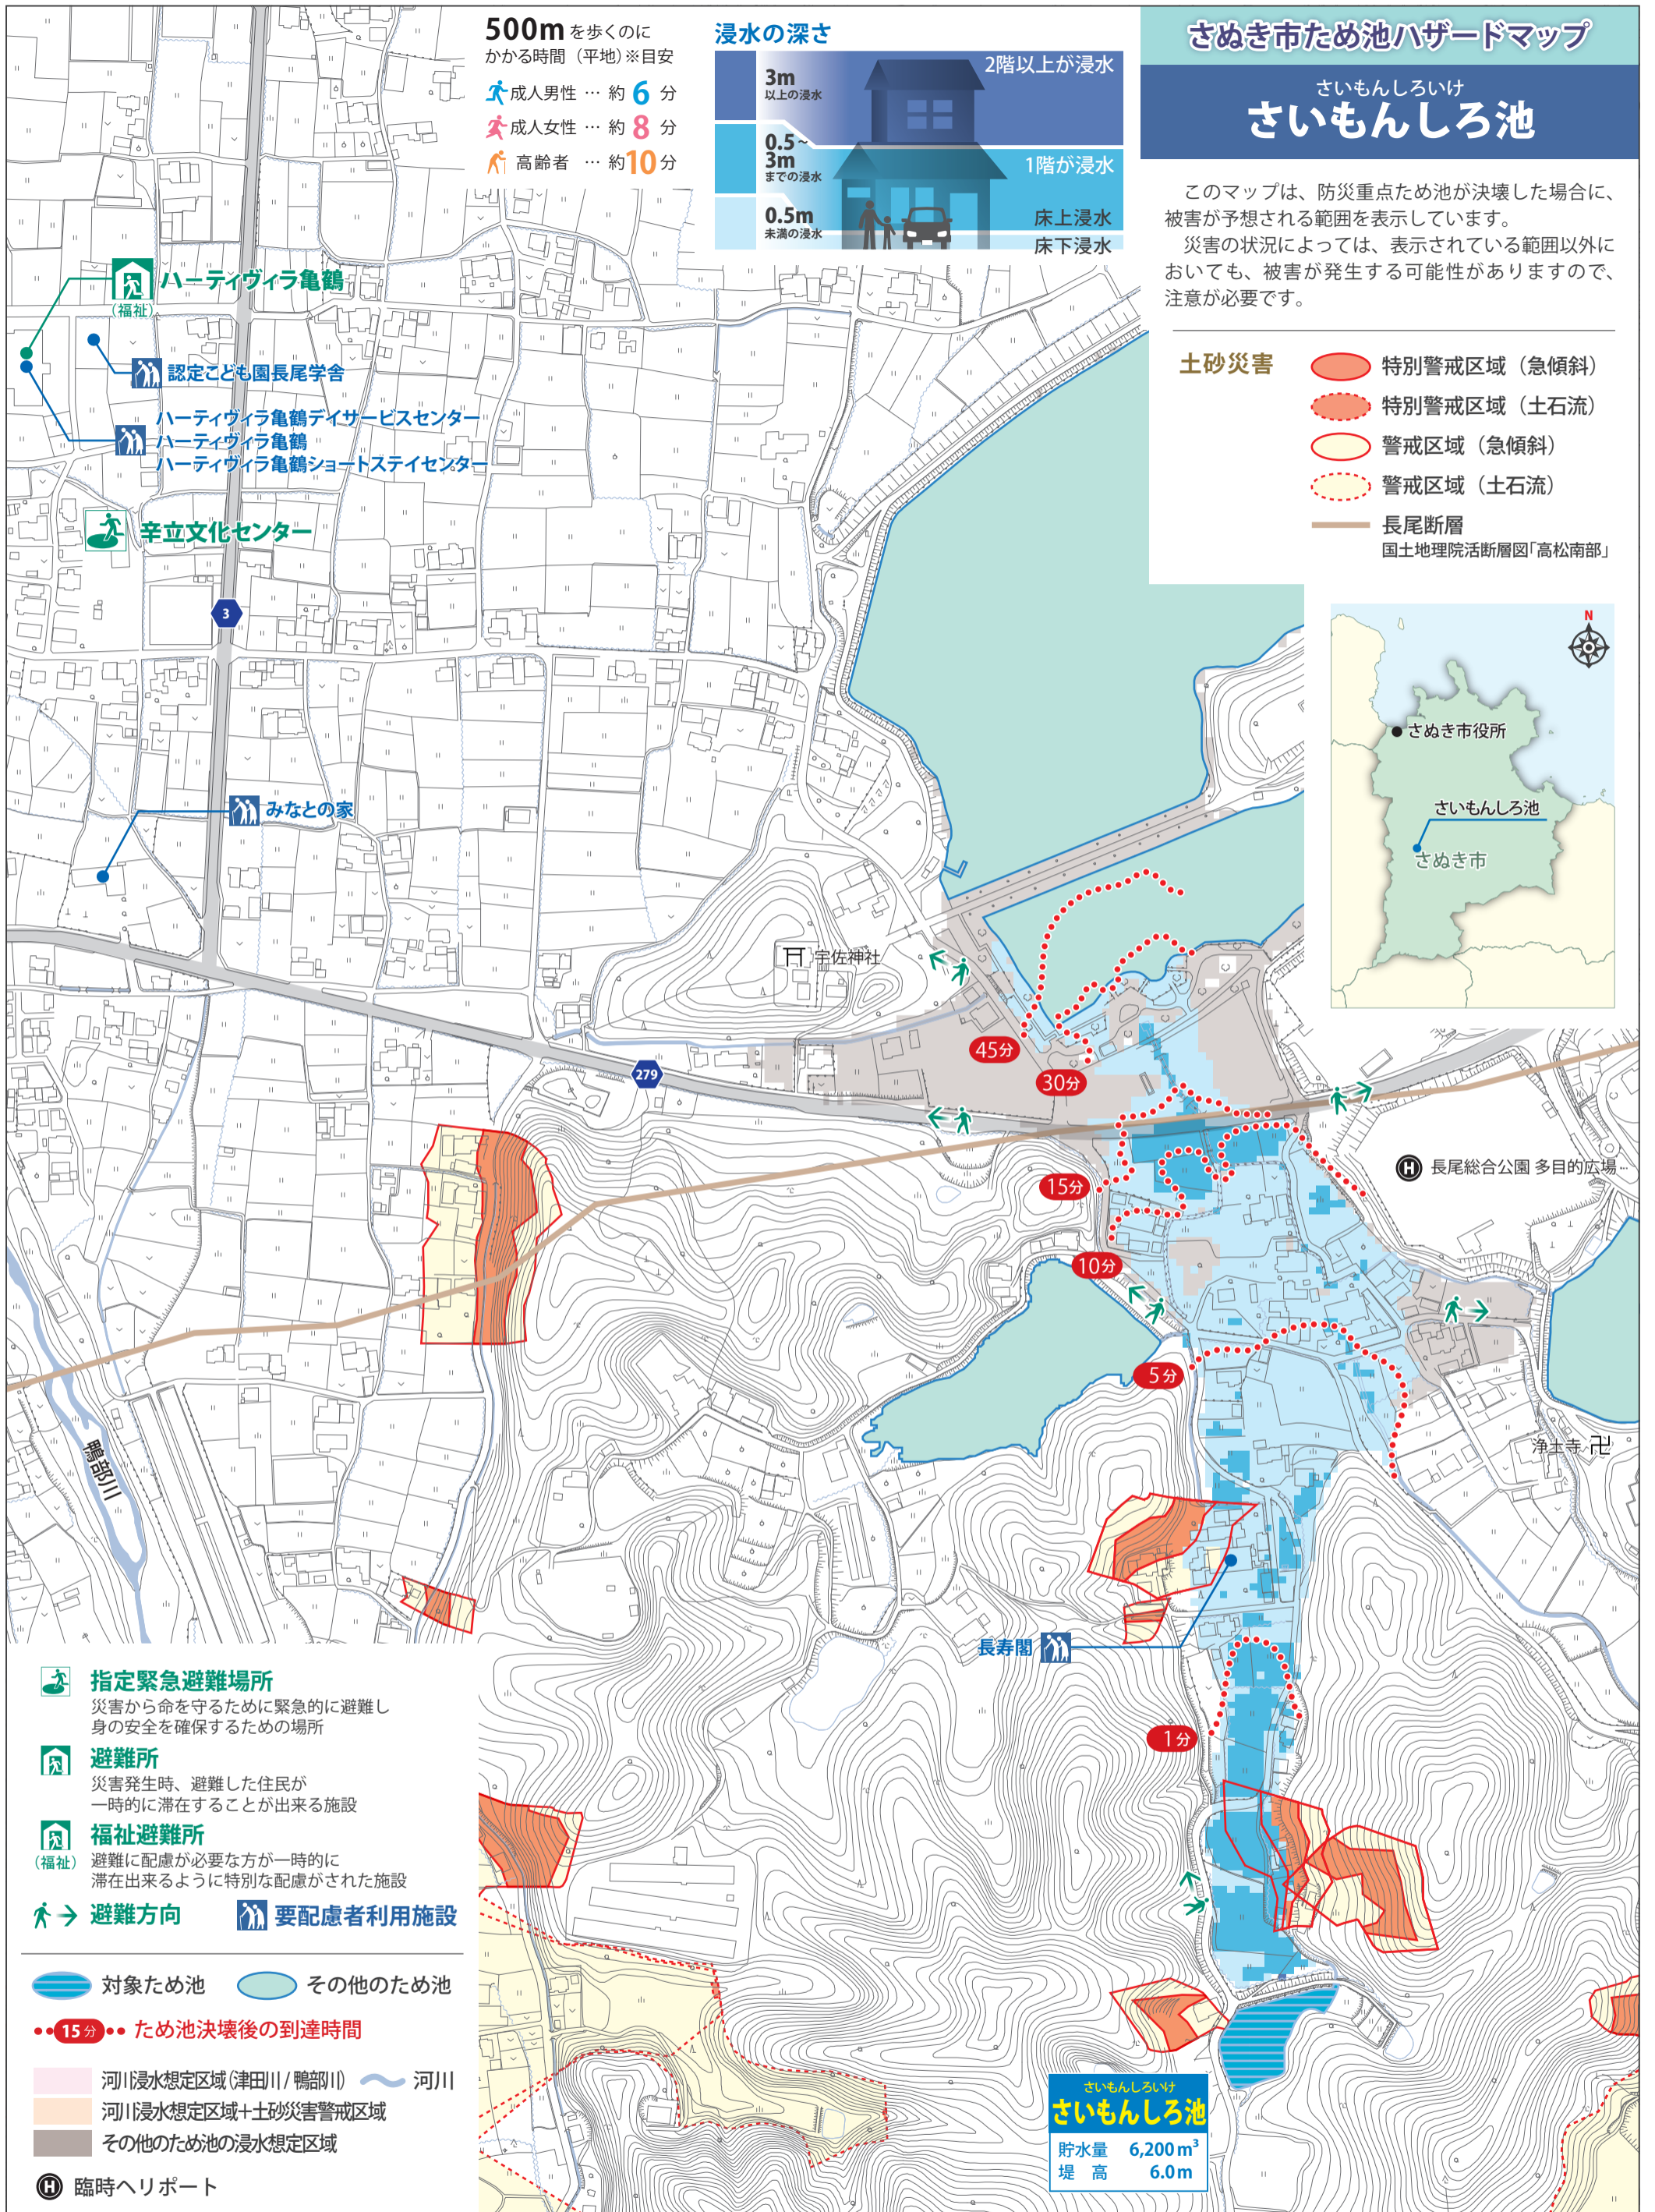 500mを歩くのに
かかる時間（平地）※目安
成人男性 … 約 6 分
成人女性 … 約 8 分
高齢者 … 約10分
浸水の深さ
3m
以上の浸水
0.5~
3m
までの浸水
0.5m
未満の浸水
2階以上が浸水
1階が浸水
床上浸水
床下浸水
さぬき市ため池ハザードマップ
さいもんしろいけ
さいもんしろ池
このマップは、防災重点ため池が決壊した場合に、
被害が予想される範囲を表示しています。
災害の状況によっては、表示されている範囲以外に
おいても、被害が発生する可能性がありますので、
注意が必要です。
土砂災害
特別警戒区域（急傾斜）
特別警戒区域（土石流）
警戒区域（急傾斜）
警戒区域（土石流）
長尾断層
国土地理院活断層図「高松南部」
N
さぬき市役所
さいもんしろ池
さぬき市
ハーティヴィラ亀鶴
（福祉）
認定こども園長尾学舎
ハーティヴィラ亀鶴デイサービスセンター
ハーティヴィラ亀鶴
ハーティヴィラ亀鶴ショートステイセンター
辛立文化センター
3
みなとの家
宇佐神社
279
45分
30分
15分
10分
5分
1分
H 長尾総合公園 多目的広場
浄土寺
鴨部川
長寿閣
指定緊急避難場所
災害から命を守るために緊急的に避難し
身の安全を確保するための場所
避難所
災害発生時、避難した住民が
一時的に滞在することが出来る施設
福祉避難所
（福祉）
避難に配慮が必要な方が一時的に
滞在出来るように特別な配慮がされた施設
避難方向
要配慮者利用施設
対象ため池
その他のため池
15分 ため池決壊後の到達時間
河川浸水想定区域（津田川 / 鴨部川）
河川
河川浸水想定区域＋土砂災害警戒区域
その他のため池の浸水想定区域
H 臨時ヘリポート
さいもんしろいけ
さいもんしろ池
貯水量 6,200m³
堤 高 6.0m